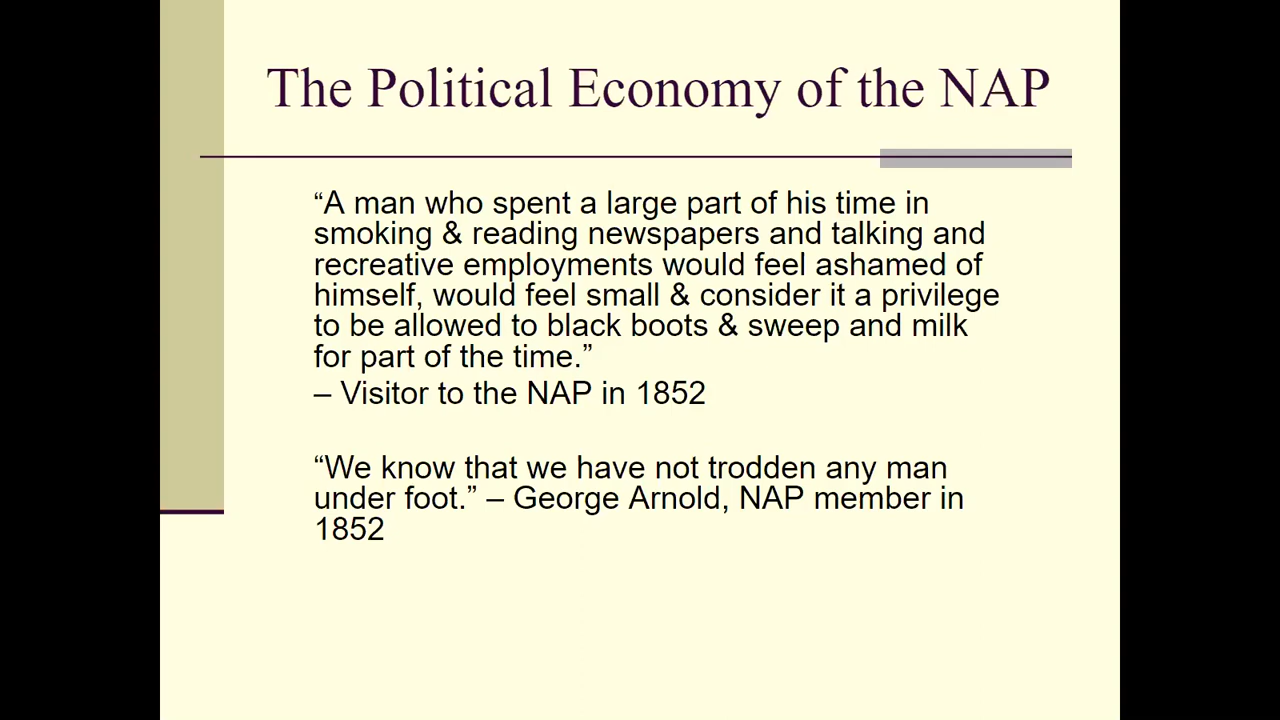 The Political Economy of the NAP
“A man who spent a large part of his time in
smoking & reading newspapers and talking and
recreative employments would feel ashamed of
himself, would feel small & consider it a privilege
to be allowed to black boots & sweep and milk
for part of the time.”
– Visitor to the NAP in 1852
“We know that we have not trodden any man
under foot.” – George Arnold, NAP member in
1852